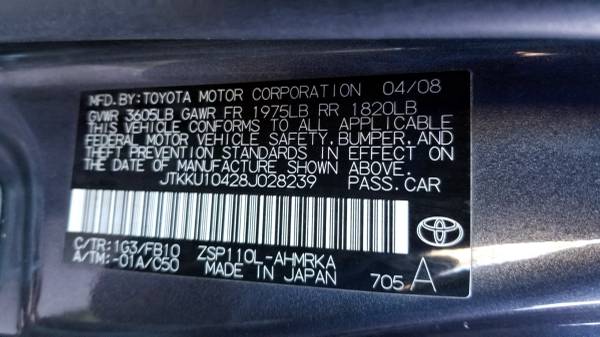 MFD.BY:TOYOTA MOTOR CORPORATION 04/08
GVWR 3605LB GAWR FR 1975LB RR 1820LB
THIS VEHICLE CONFORMS TO ALL APPLICABLE
FEDERAL MOTOR VEHICLE SAFETY,BUMPER,AND
THEFT PREVENTION STANDARDS IN EFFECT ON
THE DATE OF MANUFACTURE SHOWN ABOVE.
JTKKU10428J028239 PASS.CAR
C/TR:1G3/FB10 ZSP110L-AHMRKA
A/TM:-01A/C50 MADE IN JAPAN 705 A